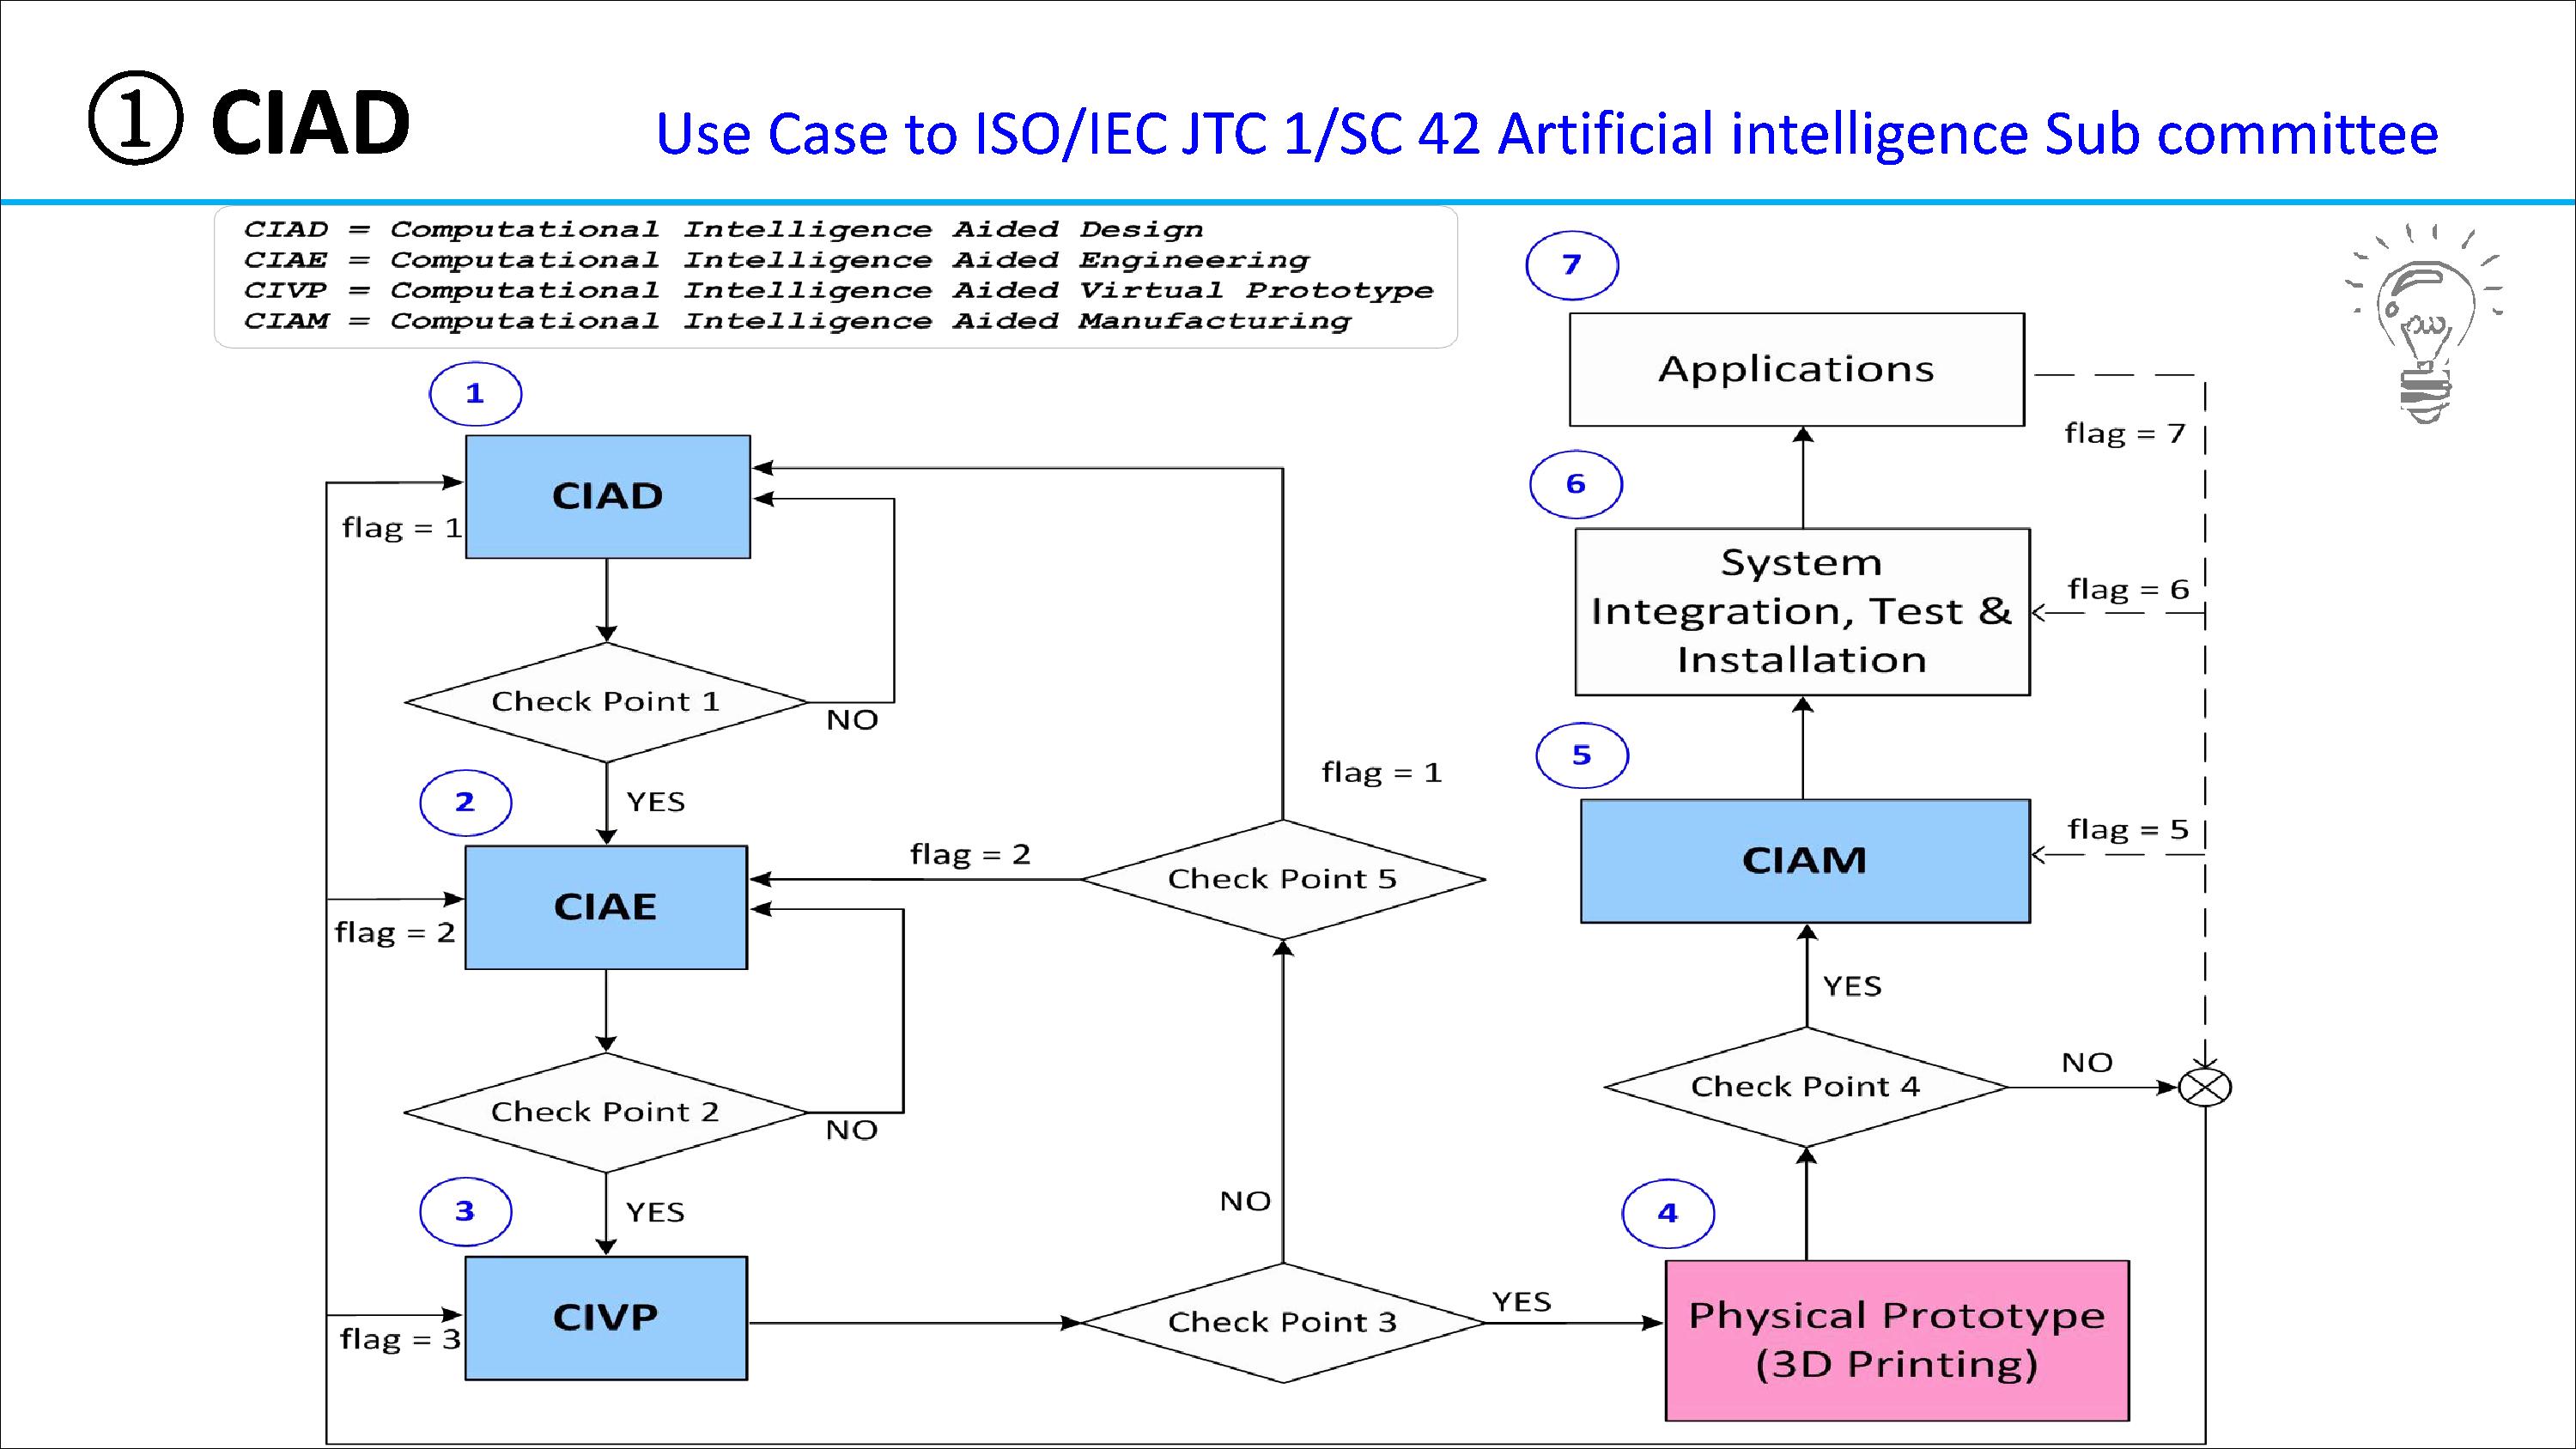 ① CIAD
Use Case to ISO/IEC JTC 1/SC 42 Artificial intelligence Sub committee
CIAD = Computational Intelligence Aided Design
CIAE = Computational Intelligence Aided Engineering
CIVP = Computational Intelligence Aided Virtual Prototype
CIAM = Computational Intelligence Aided Manufacturing
1
CIAD
flag = 1
Check Point 1
NO
YES
2
CIAE
flag = 2
flag = 2
Check Point 2
NO
YES
3
CIVP
flag = 3
Check Point 3
NO
YES
Check Point 5
flag = 1
4
Physical Prototype
(3D Printing)
Check Point 4
NO
YES
5
CIAM
flag = 5
6
System
Integration, Test &
Installation
flag = 6
7
Applications
flag = 7